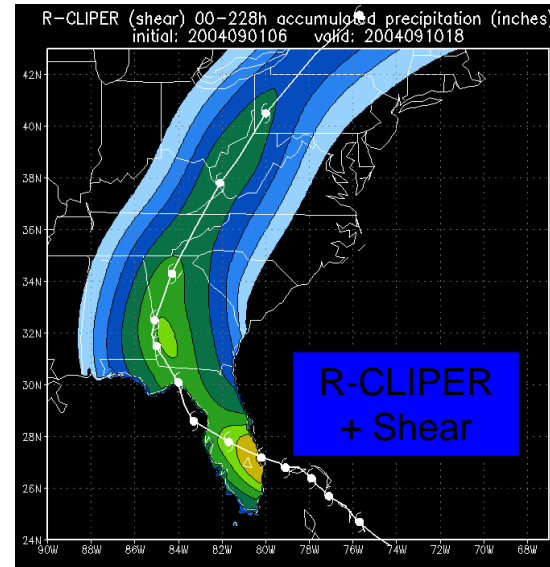 R-CLIPER (shear) 00-228h accumulated precipitation (inches)
initial: 2004090106 valid: 2004091018
42N
40N
38N
36N
34N
32N
30N
28N
26N
24N
R-CLIPER
+ Shear
90W 88W 86W 84W 82W 80W 78W 76W 74W 72W 70W 68W